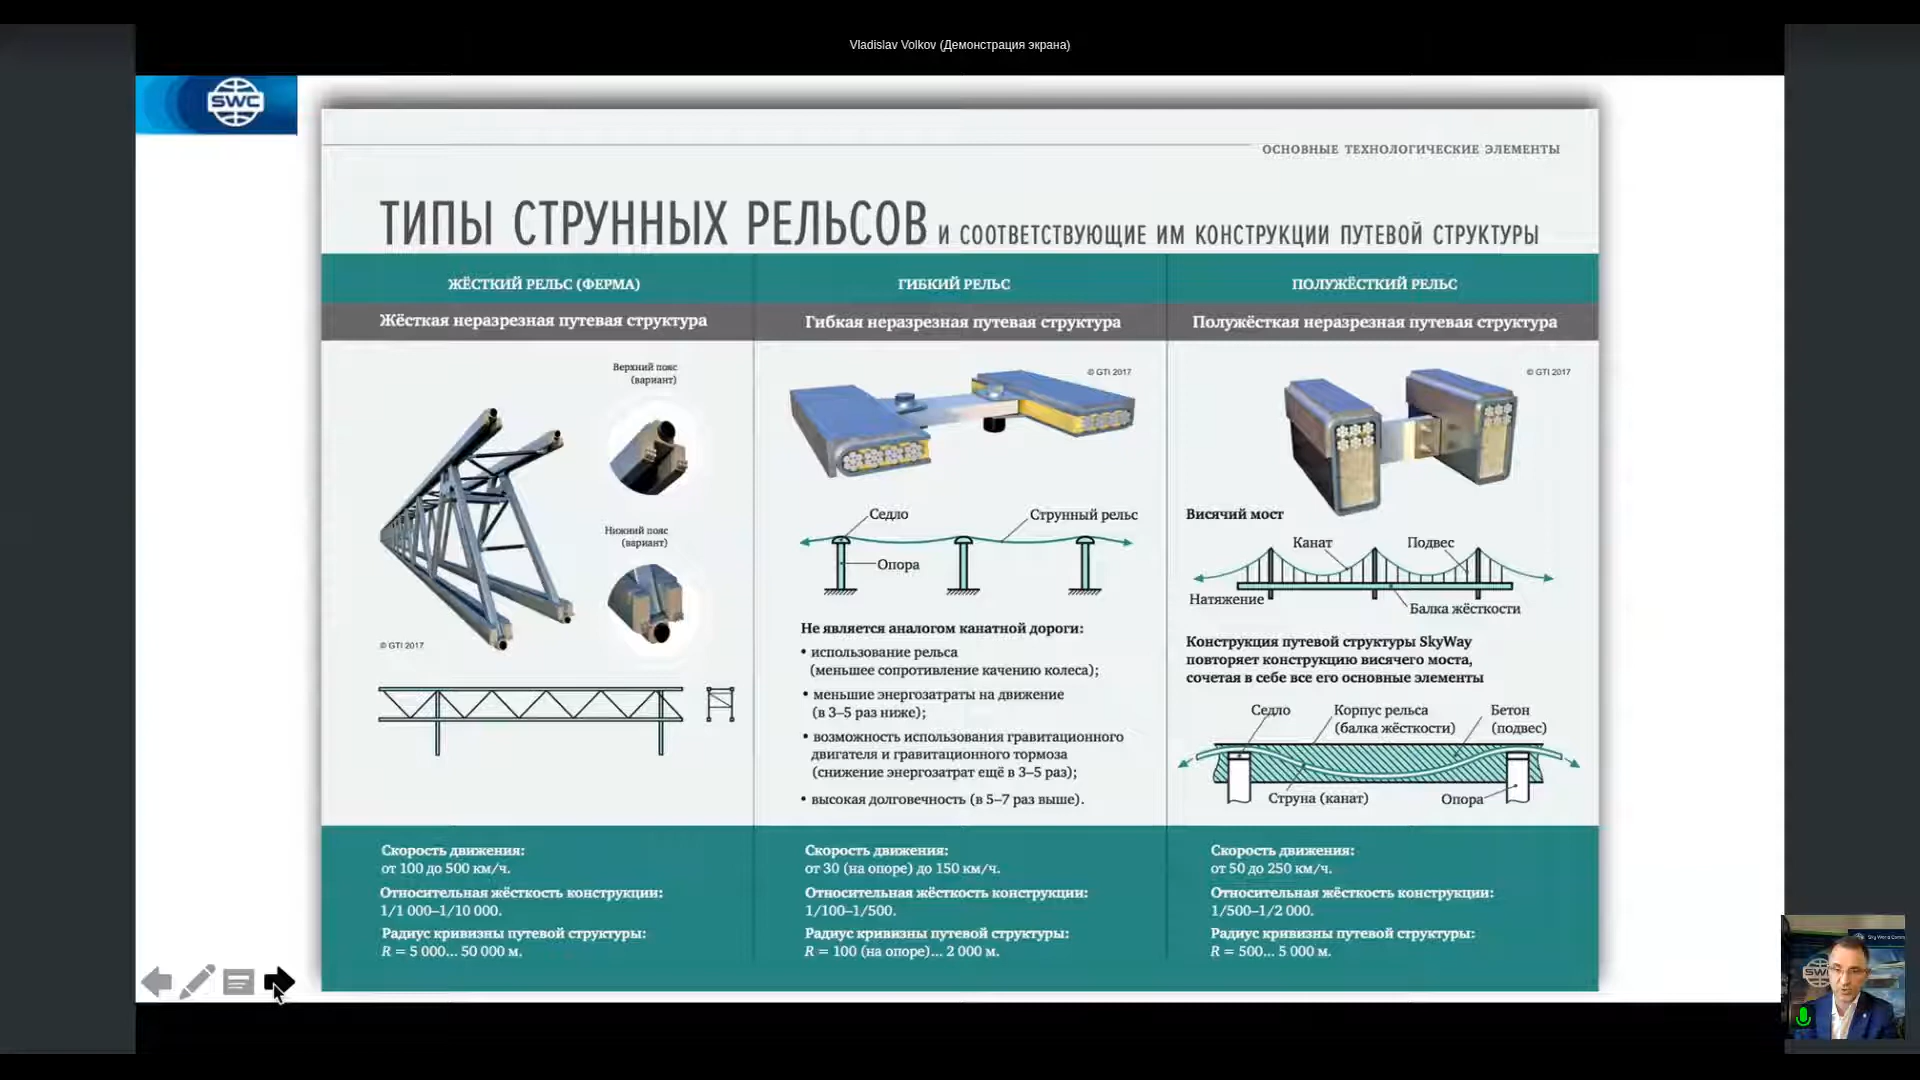 Vladislav Volkov (Демонстрация экрана)
SWC
ОСНОВНЫЕ ТЕХНОЛОГИЧЕСКИЕ ЭЛЕМЕНТЫ
ТИПЫ СТРУННЫХ РЕЛЬСОВ И СООТВЕТСТВУЮЩИЕ ИМ КОНСТРУКЦИИ ПУТЕВОЙ СТРУКТУРЫ
ЖЁСТКИЙ РЕЛЬС (ФЕРМА)
Жёсткая неразрезная путевая структура
Верхний пояс
(вариант)
Нижний пояс
(вариант)
© GTI 2017
Скорость движения:
от 100 до 500 км/ч.
Относительная жёсткость конструкции:
1/1 000–1/10 000.
Радиус кривизны путевой структуры:
R = 5 000... 50 000 м.
ГИБКИЙ РЕЛЬС
Гибкая неразрезная путевая структура
© GTI 2017
Седло
Струнный рельс
Опора
Не является аналогом канатной дороги:
• использование рельса
(меньшее сопротивление качению колеса);
• меньшие энергозатраты на движение
(в 3–5 раз ниже);
• возможность использования гравитационного
двигателя и гравитационного тормоза
(снижение энергозатрат ещё в 3–5 раз);
• высокая долговечность (в 5–7 раз выше).
Скорость движения:
от 30 (на опоре) до 150 км/ч.
Относительная жёсткость конструкции:
1/100–1/500.
Радиус кривизны путевой структуры:
R = 100 (на опоре)... 2 000 м.
ПОЛУЖЁСТКИЙ РЕЛЬС
Полужёсткая неразрезная путевая структура
© GTI 2017
Висячий мост
Канат
Подвес
Натяжение
Балка жёсткости
Конструкция путевой структуры SkyWay
повторяет конструкцию висячего моста,
сочетая в себе все его основные элементы
Седло
Корпус рельса
(балка жёсткости)
Бетон
(подвес)
Струна (канат)
Опора
Скорость движения:
от 50 до 250 км/ч.
Относительная жёсткость конструкции:
1/500–1/2 000.
Радиус кривизны путевой структуры:
R = 500... 5 000 м.
SWC